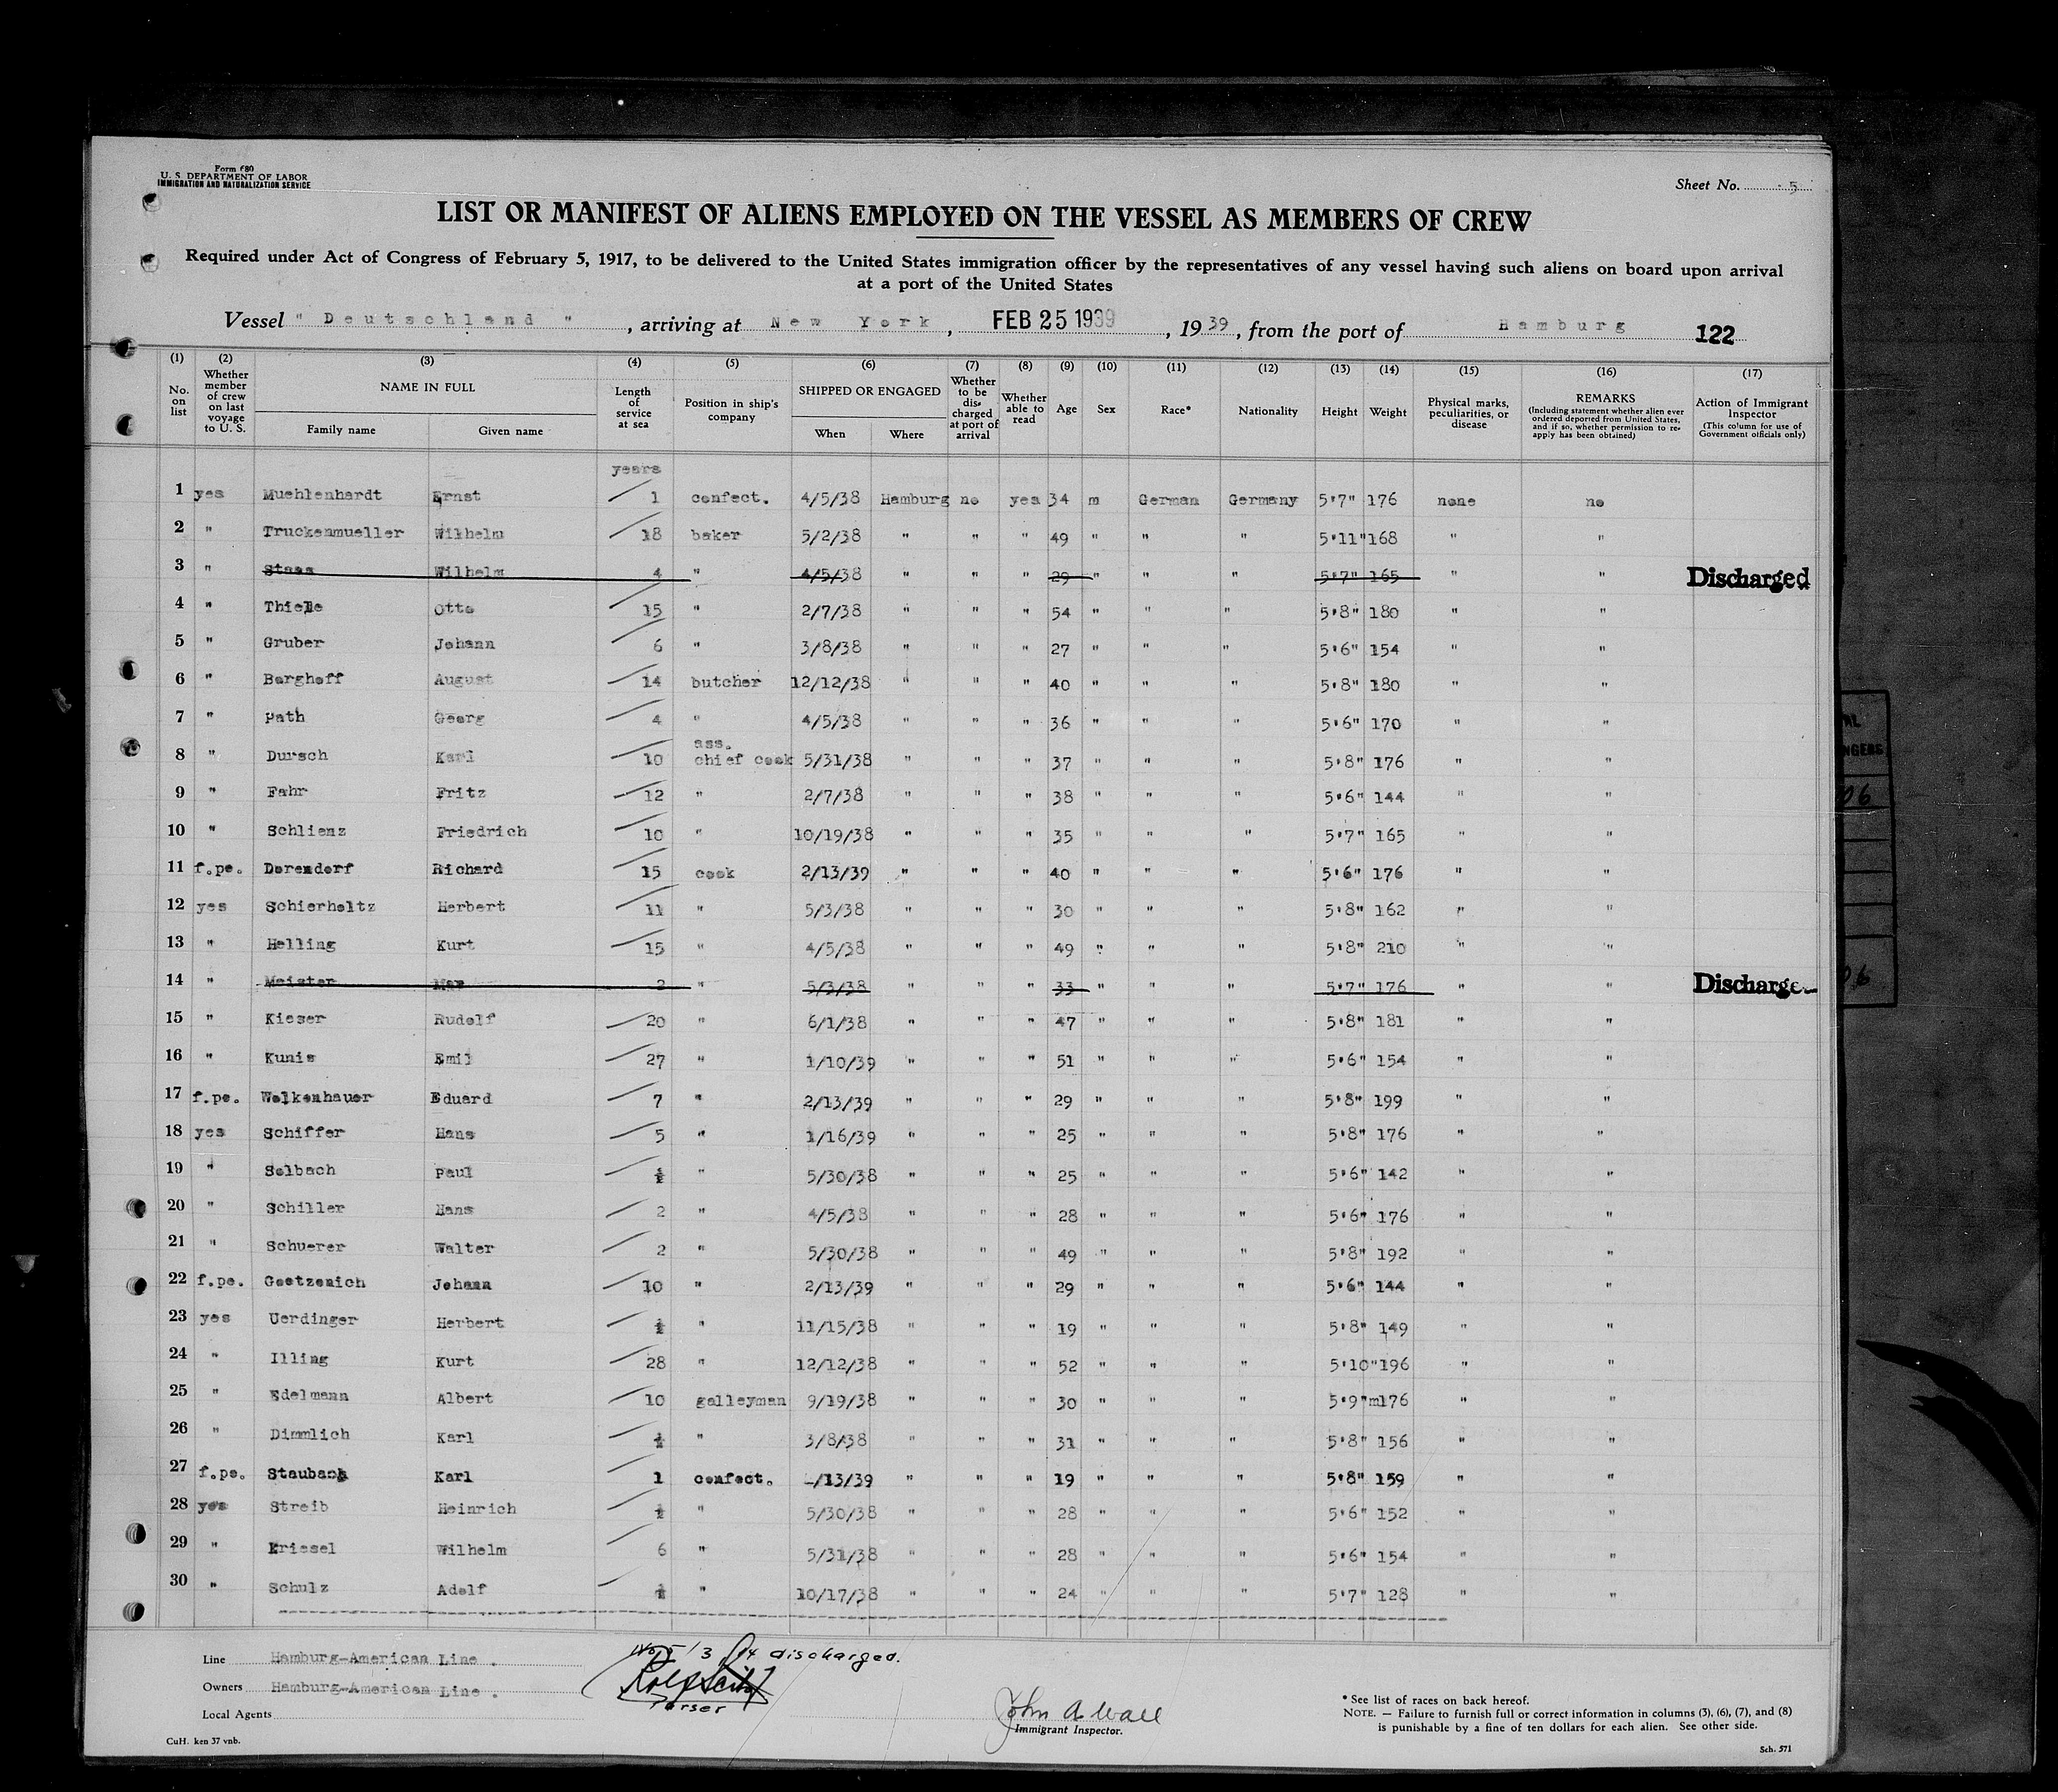 Form 680
U. S. DEPARTMENT OF LABOR
IMMIGRATION AND NATURALIZATION SERVICE
Sheet No. 5
LIST OR MANIFEST OF ALIENS EMPLOYED ON THE VESSEL AS MEMBERS OF CREW
Required under Act of Congress of February 5, 1917, to be delivered to the United States immigration officer by the representatives of any vessel having such aliens on board upon arrival
at a port of the United States
Vessel " Deutschland " , arriving at New York , FEB 25 1939 , 1939, from the port of Hamburg 122
(1) (2) (3) (4) (5) (6) (7) (8) (9) (10) (11) (12) (13) (14) (15) (16) (17)
No. on list Whether member of crew on last voyage to U. S. NAME IN FULL Family name Given name Length of service at sea Position in ship's company SHIPPED OR ENGAGED When Where Whether to be discharged at port of arrival Whether able to read Age Sex Race* Nationality Height Weight Physical marks, peculiarities, or disease REMARKS (Including statement whether alien ever ordered deported from United States, and if so, whether permission to reapply has been obtained) Action of Immigrant Inspector (This column for use of Government officials only)
years
1 yes Muehlenhardt Ernst 1 confect. 4/5/38 Hamburg no yes 34 m German Germany 5'7" 176 none no
2 " Truckenmueller Wilhelm 18 baker 5/2/38 " " " 49 " " " 5'11" 168 " "
3 " Staas Wilhelm 4 " 4/5/38 " " " 29 " " " 5'7" 165 " " Discharged
4 " Thiele Otto 15 " 2/7/38 " " " 54 " " " 5'8" 180 " "
5 " Gruber Johann 6 " 3/8/38 " " " 27 " " " 5'6" 154 " "
6 " Berghoff August 14 butcher 12/12/38 " " " 40 " " " 5'8" 180 " "
7 " Path Georg 4 " 4/5/38 " " " 36 " " " 5'6" 170 " "
8 " Dursch Karl 10 ass. chief cook 5/31/38 " " " 37 " " " 5'8" 176 " "
9 " Fahr Fritz 12 " 2/7/38 " " " 38 " " " 5'6" 144 " "
10 " Schlienz Friedrich 10 " 10/19/38 " " " 35 " " " 5'7" 165 " "
11 f.pe. Derendorf Richard 15 cook 2/13/39 " " " 40 " " " 5'6" 176 " "
12 yes Schierholtz Herbert 11 " 5/3/38 " " " 30 " " " 5'8" 162 " "
13 " Helling Kurt 15 " 4/5/38 " " " 49 " " " 5'8" 210 " "
14 " Meister Max 2 " 5/3/38 " " " 33 " " " 5'7" 176 " " Discharge
15 " Kieser Rudolf 20 " 6/1/38 " " " 47 " " " 5'8" 181 " "
16 " Kunis Emil 27 " 1/10/39 " " " 51 " " " 5'6" 154 " "
17 f.pe. Wolkenhauer Eduard 7 " 2/13/39 " " " 29 " " " 5'8" 199 " "
18 yes Schiffer Hans 5 " 1/16/39 " " " 25 " " " 5'8" 176 " "
19 " Selbach Paul ½ " 5/30/38 " " " 25 " " " 5'6" 142 " "
20 " Schiller Hans 2 " 4/5/38 " " " 28 " " " 5'6" 176 " "
21 " Schuerer Walter 2 " 5/30/38 " " " 49 " " " 5'8" 192 " "
22 f.pe. Goetzenich Johann 10 " 2/13/39 " " " 29 " " " 5'6" 144 " "
23 yes Uerdinger Herbert ½ " 11/15/38 " " " 19 " " " 5'8" 149 " "
24 " Illing Kurt 28 " 12/12/38 " " " 52 " " " 5'10" 196 " "
25 " Edelmann Albert 10 galleyman 9/19/38 " " " 30 " " " 5'9"m176 " "
26 " Dimmlich Karl ½ " 3/8/38 " " " 31 " " " 5'8" 156 " "
27 f.pe. Staubach Karl 1 confect. -/13/39 " " " 19 " " " 5'8" 159 " "
28 yes Streib Heinrich ½ " 5/30/38 " " " 28 " " " 5'6" 152 " "
29 " Kriesel Wilhelm 6 " 5/31/38 " " " 28 " " " 5'6" 154 " "
30 " Schulz Adolf ½ " 10/17/38 " " " 24 " " " 5'7" 128 " "
3 14 discharged.
Line Hamburg-American Line .
Owners Hamburg-American Line .
Purser
Local Agents
John A Wall
Immigrant Inspector.
* See list of races on back hereof.
NOTE. — Failure to furnish full or correct information in columns (3), (6), (7), and (8)
is punishable by a fine of ten dollars for each alien. See other side.
CuH. ken 37 vnb.
Sch. 571